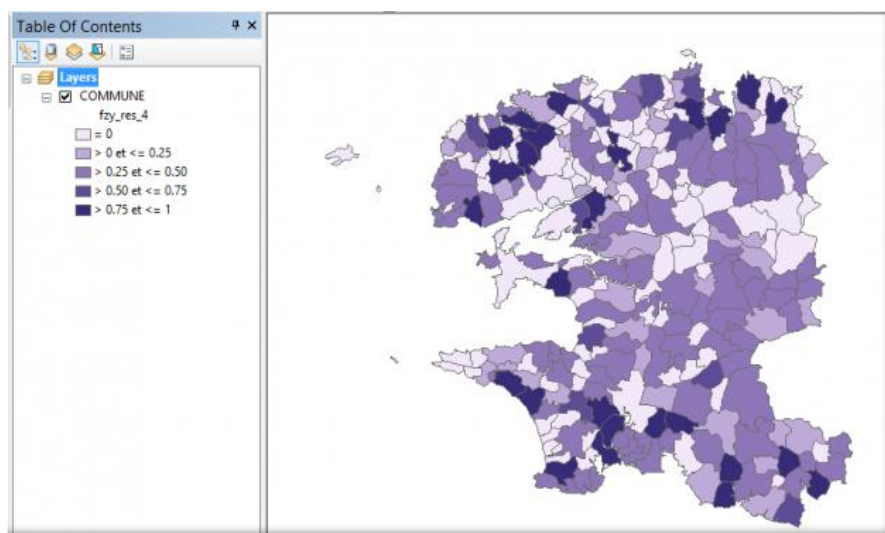 Table Of Contents
Layers
COMMUNE
fzy_res_4
= 0
> 0 et <= 0.25
> 0.25 et <= 0.50
> 0.50 et <= 0.75
> 0.75 et <= 1